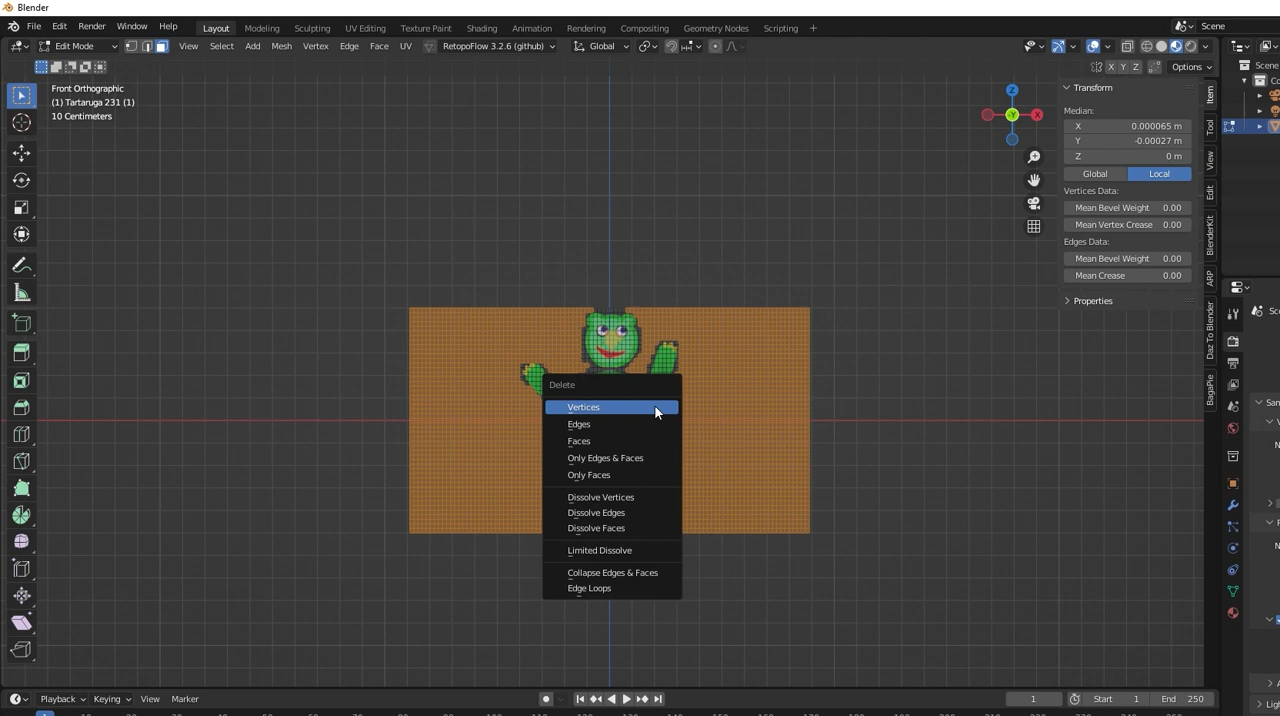 Blender
File Edit Render Window Help Layout Modeling Sculpting UV Editing Texture Paint Shading Animation Rendering Compositing Geometry Nodes Scripting + Scene
Edit Mode View Select Add Mesh Vertex Edge Face UV RetopoFlow 3.2.6 (github) Global
X Y Z Options
Front Orthographic
(1) Tartaruga 231 (1)
10 Centimeters
Z
-Y X
Transform
Median:
X 0.000065 m
Y -0.00027 m
Z 0 m
Global Local
Vertices Data:
Mean Bevel Weight 0.00
Mean Vertex Crease 0.00
Edges Data:
Mean Bevel Weight 0.00
Mean Crease 0.00
Properties
Item
Tool
View
Edit
BlenderKit
ARP
Daz To Blender
BagaPie
Delete
Vertices
Edges
Faces
Only Edges & Faces
Only Faces
Dissolve Vertices
Dissolve Edges
Dissolve Faces
Limited Dissolve
Collapse Edges & Faces
Edge Loops
Playback Keying View Marker 1 Start 1 End 250